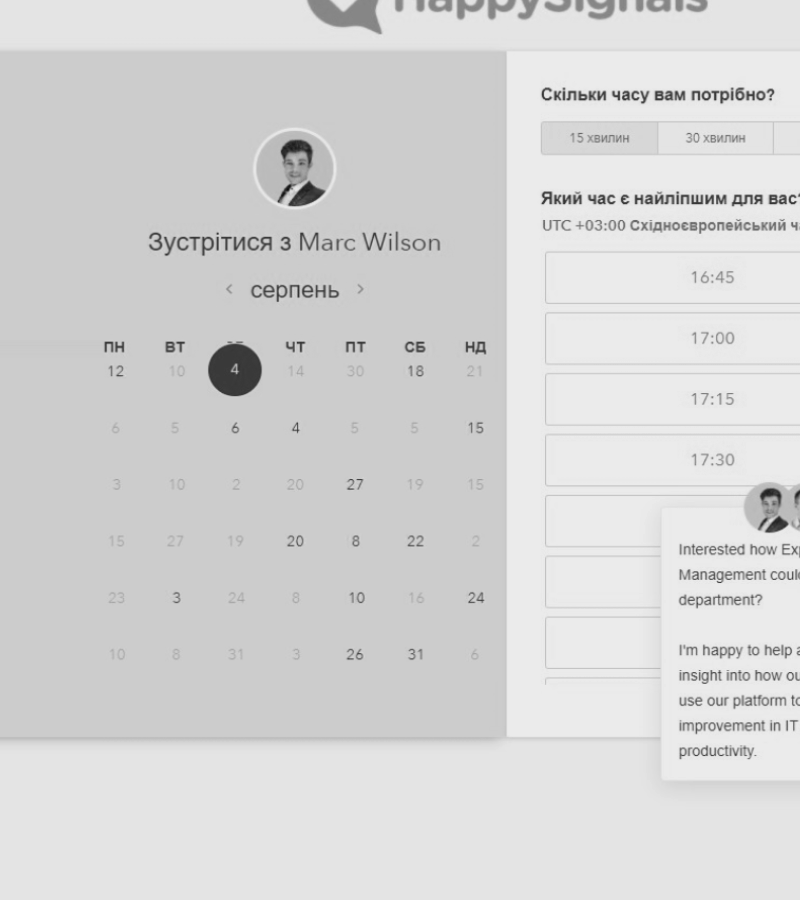 HappySignals
Зустрітися з Marc Wilson
серпень
ПН ВТ ЧТ ПТ СБ НД
12 10 4 14 30 18 21
6 5 6 4 5 5 15
3 10 2 20 27 19 15
15 27 19 20 8 22 2
23 3 24 8 10 16 24
10 8 31 3 26 31 6
Скільки часу вам потрібно?
15 хвилин 30 хвилин
Який час є найліпшим для вас?
UTC +03:00 Східноєвропейський
16:45
17:00
17:15
17:30
Interested how
Management
department?
I'm happy to help
insight into how
use our platform
improvement in IT
productivity.